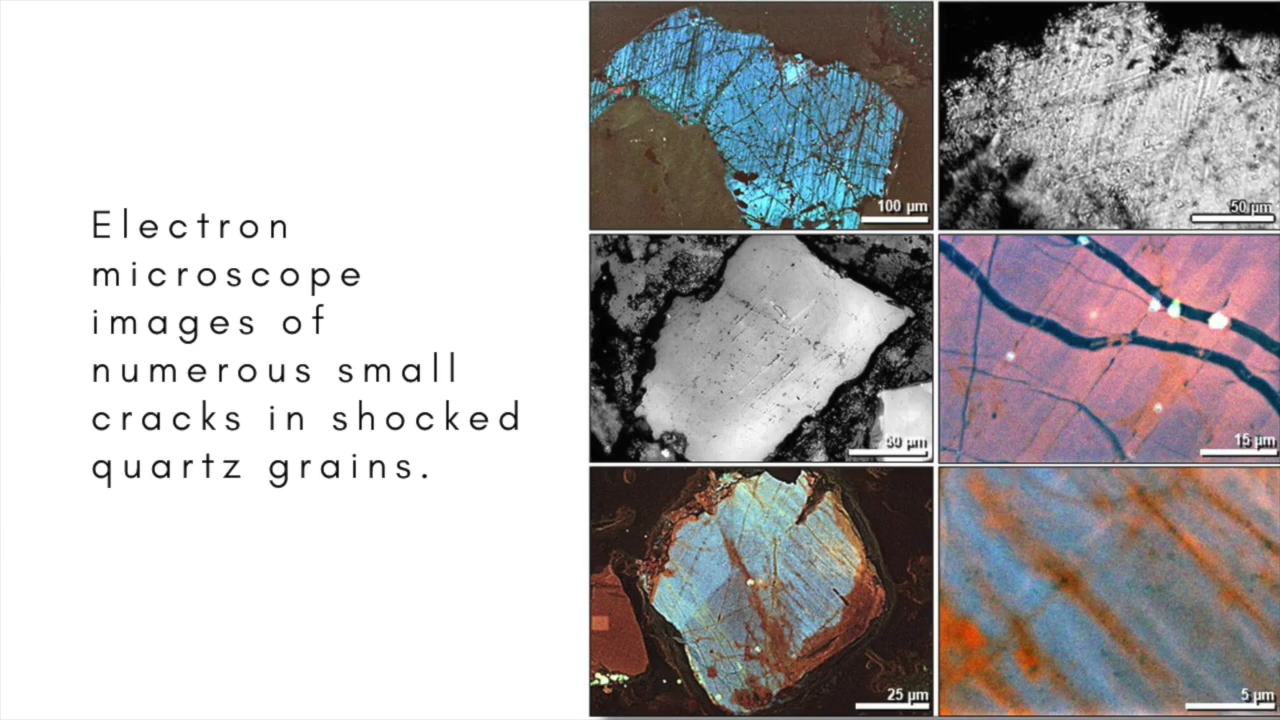 Electron
microscope
images of
numerous small
cracks in shocked
quartz grains.
100 µm
50 µm
50 µm
15 µm
25 µm
5 µm